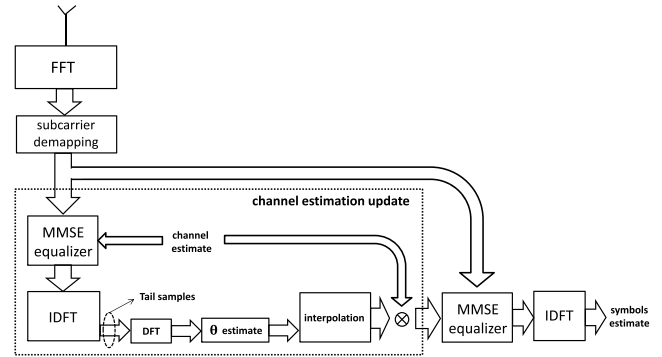 FFT
subcarrier
demapping
channel estimation update
MMSE
equalizer
channel
estimate
IDFT
Tail samples
DFT
θ estimate
interpolation
MMSE
equalizer
IDFT
symbols
estimate